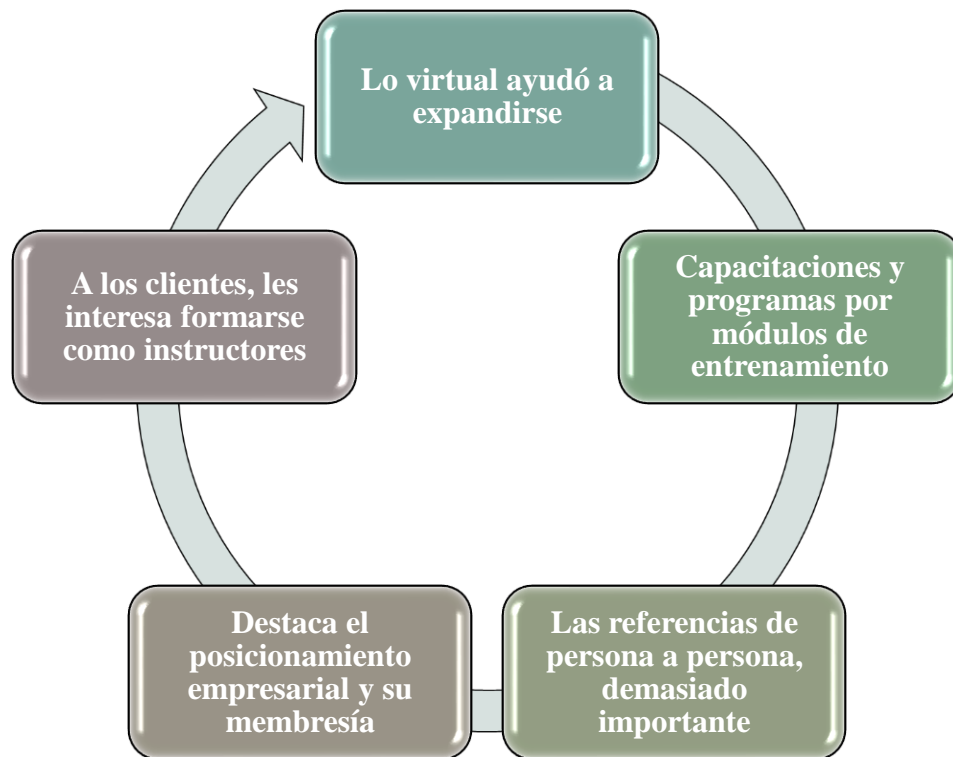 Lo virtual ayudó a
expandirse
Capacitaciones y
programas por
módulos de
entrenamiento
Las referencias de
persona a persona,
demasiado
importante
Destaca el
posicionamiento
empresarial y su
membresía
A los clientes, les
interesa formarse
como instructores